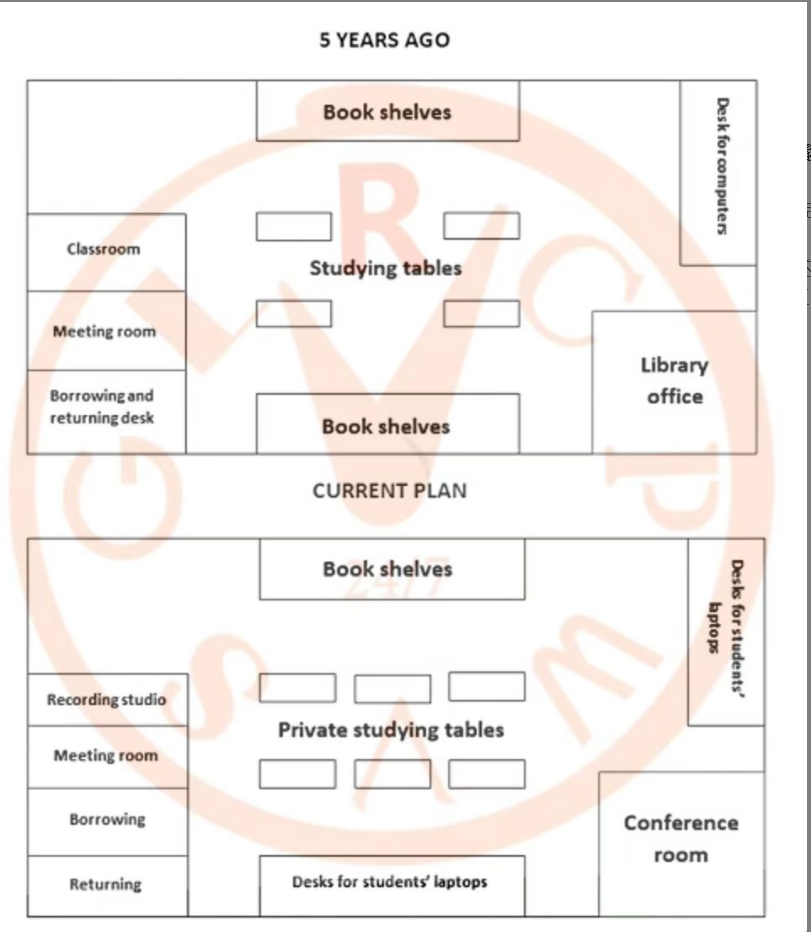 5 YEARS AGO
Book shelves
Desk for computers
Classroom
Studying tables
Meeting room
Library
office
Borrowing and
returning desk
Book shelves
CURRENT PLAN
Book shelves
24/7
Desks for students'
laptops
Recording studio
Private studying tables
Meeting room
Borrowing
Conference
room
Returning
Desks for students' laptops